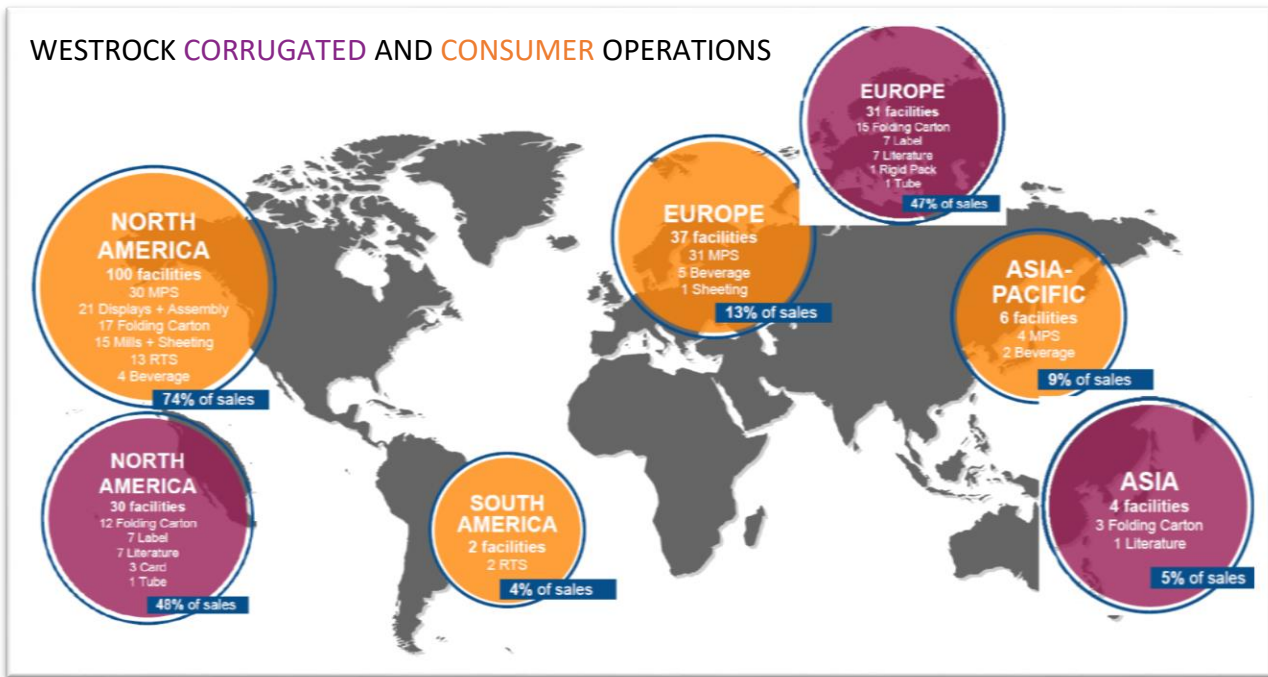 WESTROCK CORRUGATED AND CONSUMER OPERATIONS
EUROPE
31 facilities
15 Folding Carton
7 Label
7 Literature
1 Rigid Pack
1 Tube
47% of sales
NORTH
AMERICA
100 facilities
30 MPS
21 Displays + Assembly
17 Folding Carton
15 Mills + Sheeting
13 RTS
4 Beverage
74% of sales
EUROPE
37 facilities
31 MPS
5 Beverage
1 Sheeting
13% of sales
ASIA-
PACIFIC
6 facilities
4 MPS
2 Beverage
9% of sales
NORTH
AMERICA
30 facilities
12 Folding Carton
7 Label
7 Literature
3 Card
1 Tube
48% of sales
SOUTH
AMERICA
2 facilities
2 RTS
4% of sales
ASIA
4 facilities
3 Folding Carton
1 Literature
5% of sales